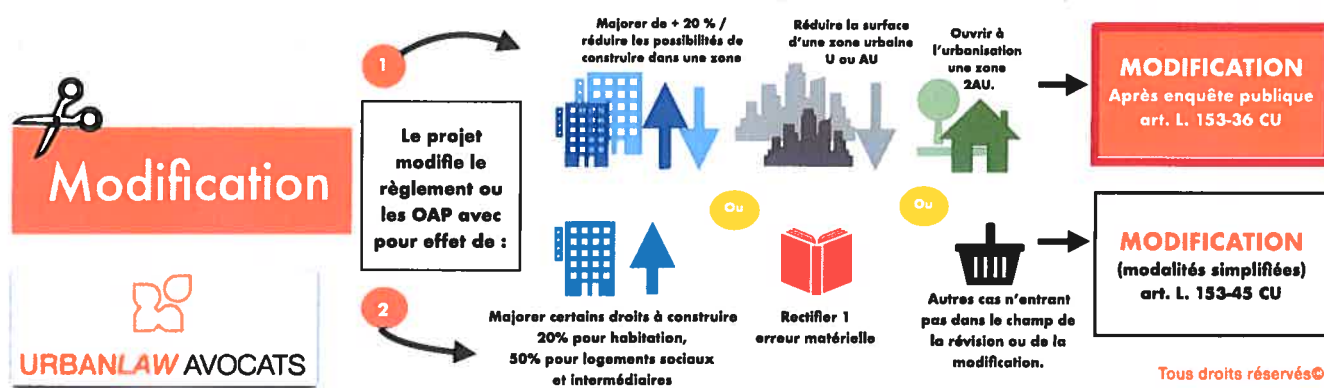 Modification
URBANLAW AVOCATS
1
Le projet
modifie le
règlement ou
les OAP avec
pour effet de :
2
Majorer de + 20 % /
réduire les possibilités de
construire dans une zone
Réduire la surface
d'une zone urbaine
U ou AU
Ouvrir à
l'urbanisation
une zone
2AU.
MODIFICATION
Après enquête publique
art. L. 153-36 CU
Ou
Ou
Majorer certains droits à construire
20% pour habitation,
50% pour logements sociaux
et intermédiaires
Rectifier 1
erreur matérielle
Autres cas n'entrant
pas dans le champ de
la révision ou de la
modification.
MODIFICATION
(modalités simplifiées)
art. L. 153-45 CU
Tous droits réservés©